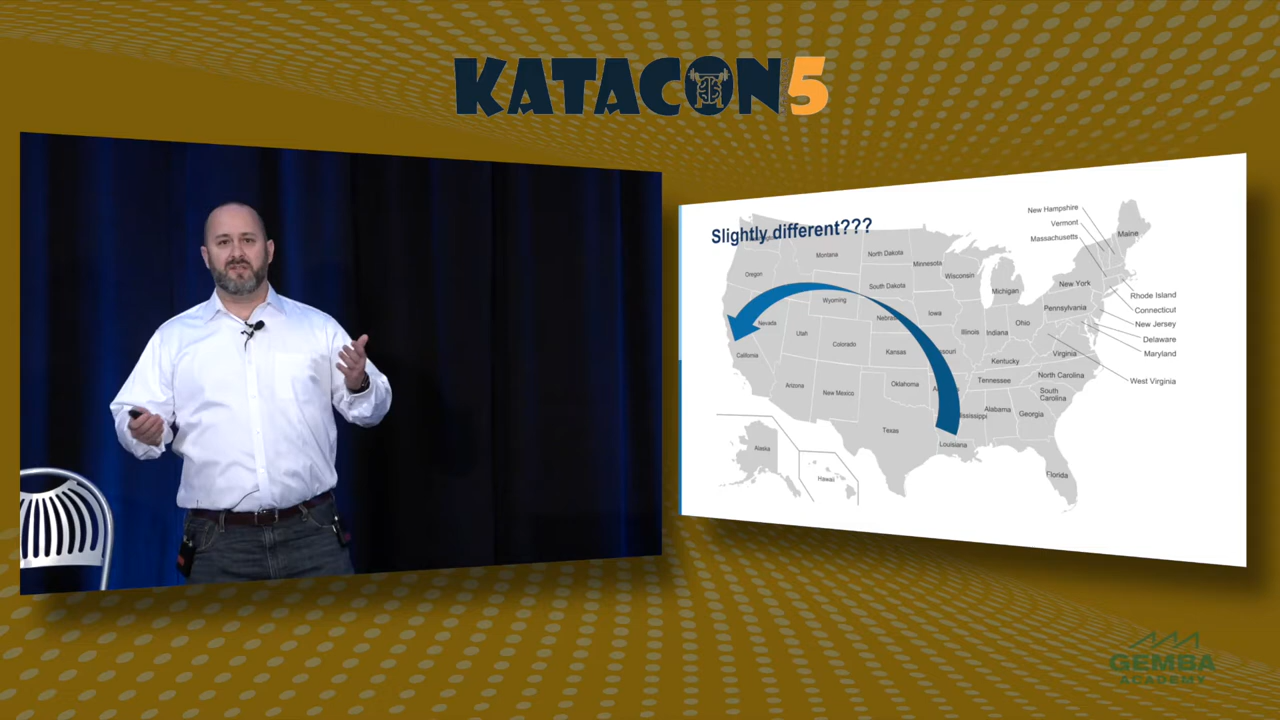 KATACON5
Slightly different???
New Hampshire
Vermont
Massachusetts
Maine
Montana
North Dakota
Minnesota
Oregon
Wisconsin
South Dakota
Michigan
New York
Wyoming
Rhode Island
Connecticut
Pennsylvania
New Jersey
Nevada
Nebras
Iowa
Ohio
Delaware
Utah
Illinois
Indiana
Maryland
Colorado
California
Kansas
souri
Virginia
Kentucky
West Virginia
Arizona
New Mexico
Oklahoma
Tennessee
North Carolina
South
Carolina
Alabama
Georgia
ississippi
Texas
Louisiana
Alaska
Hawaii
Florida
GEMBA
ACADEMY